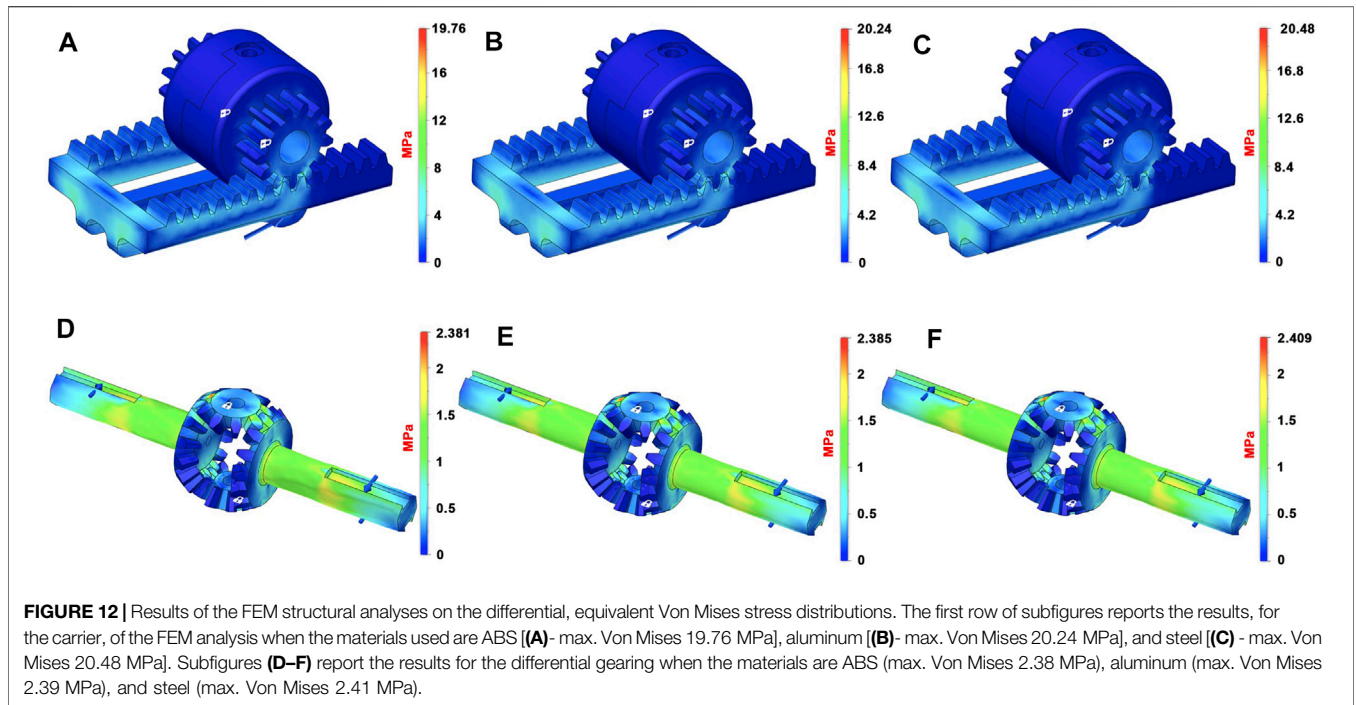 A
19.76
16
12
8
4
0
MPa
B
20.24
16.8
12.6
8.4
4.2
0
MPa
C
20.48
16.8
12.6
8.4
4.2
0
MPa
D
2.381
2
1.5
1
0.5
0
MPa
E
2.385
2
1.5
1
0.5
0
MPa
F
2.409
2
1.5
1
0.5
0
MPa
FIGURE 12 | Results of the FEM structural analyses on the differential, equivalent Von Mises stress distributions. The first row of subfigures reports the results, for
the carrier, of the FEM analysis when the materials used are ABS [(A)- max. Von Mises 19.76 MPa], aluminum [(B)- max. Von Mises 20.24 MPa], and steel [(C) - max. Von
Mises 20.48 MPa]. Subfigures (D–F) report the results for the differential gearing when the materials are ABS (max. Von Mises 2.38 MPa), aluminum (max. Von Mises
2.39 MPa), and steel (max. Von Mises 2.41 MPa).